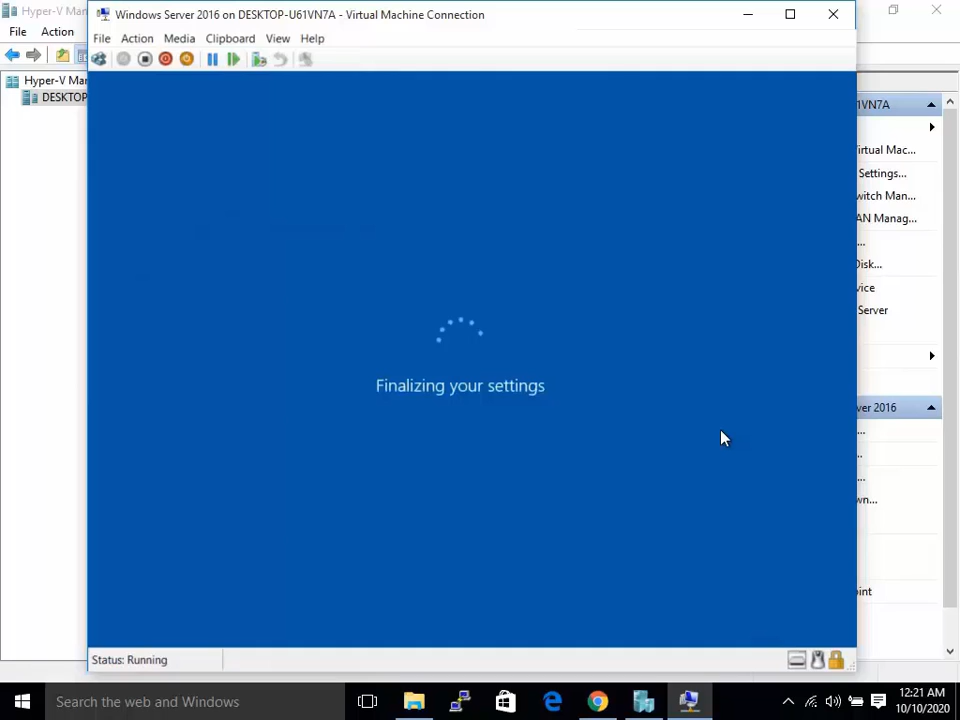 Hyper-V Man
Windows Server 2016 on DESKTOP-U61VN7A - Virtual Machine Connection
File Action
File Action Media Clipboard View Help
Hyper-V Mar
DESKTOP
1VN7A
irtual Mac...
Settings...
witch Man...
AN Manag...
...
Disk...
vice
Server
ver 2016
...
...
...
wn...
oint
Finalizing your settings
Status: Running
Search the web and Windows
12:21 AM
10/10/2020